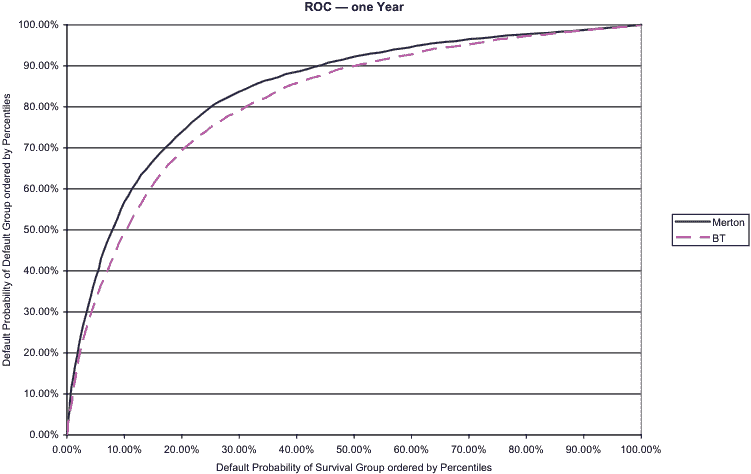 ROC — one Year
Default Probability of Default Group ordered by Percentiles
100.00%
90.00%
80.00%
70.00%
60.00%
50.00%
40.00%
30.00%
20.00%
10.00%
0.00%
0.00% 10.00% 20.00% 30.00% 40.00% 50.00% 60.00% 70.00% 80.00% 90.00% 100.00%
Default Probability of Survival Group ordered by Percentiles
Merton
BT